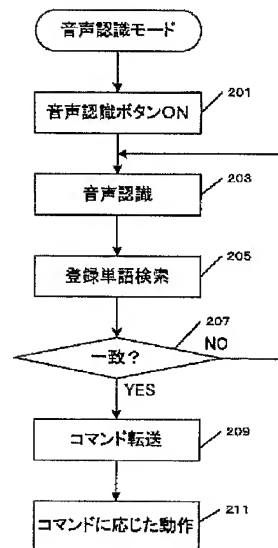 音声認識モード
音声認識ボタンON
201
音声認識
203
登録単語検索
205
一致？
207
NO
YES
コマンド転送
209
コマンドに応じた動作
211